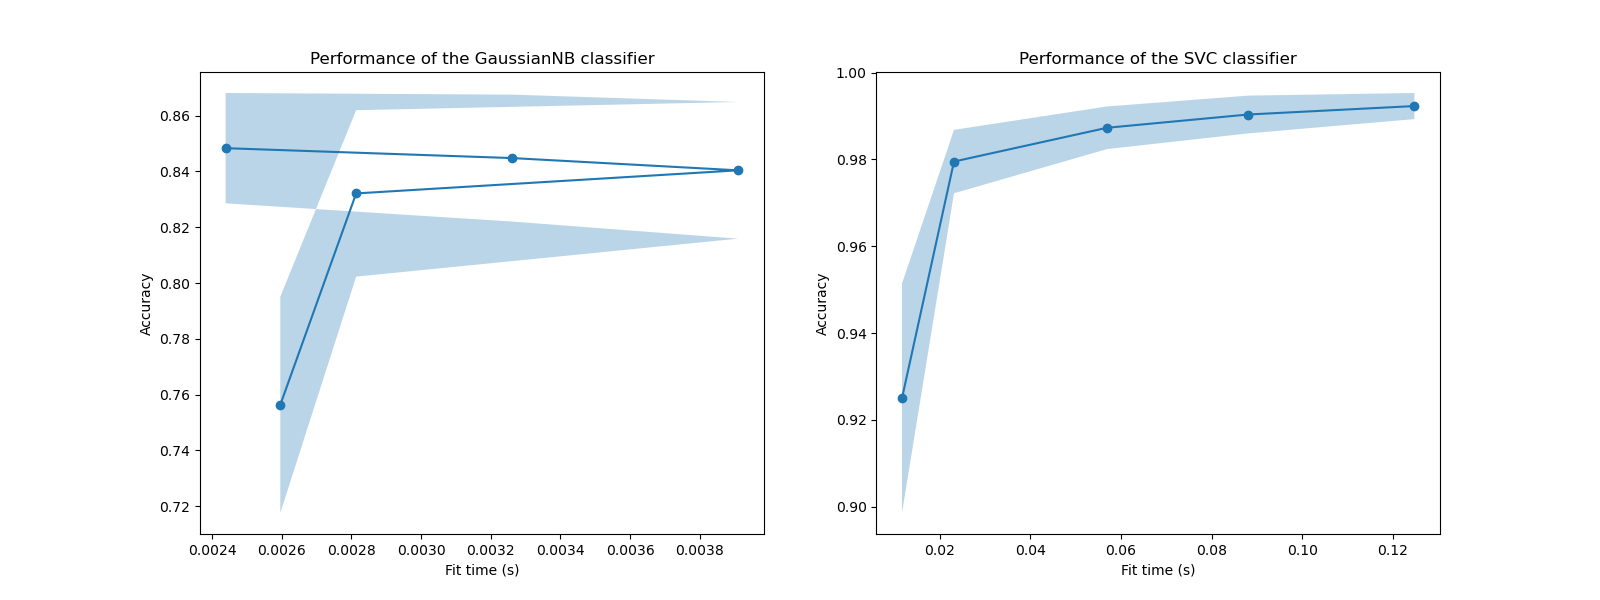 Performance of the GaussianNB classifier
Accuracy
0.86
0.84
0.82
0.80
0.78
0.76
0.74
0.72
0.0024 0.0026 0.0028 0.0030 0.0032 0.0034 0.0036 0.0038
Fit time (s)
Performance of the SVC classifier
Accuracy
1.00
0.98
0.96
0.94
0.92
0.90
0.02 0.04 0.06 0.08 0.10 0.12
Fit time (s)